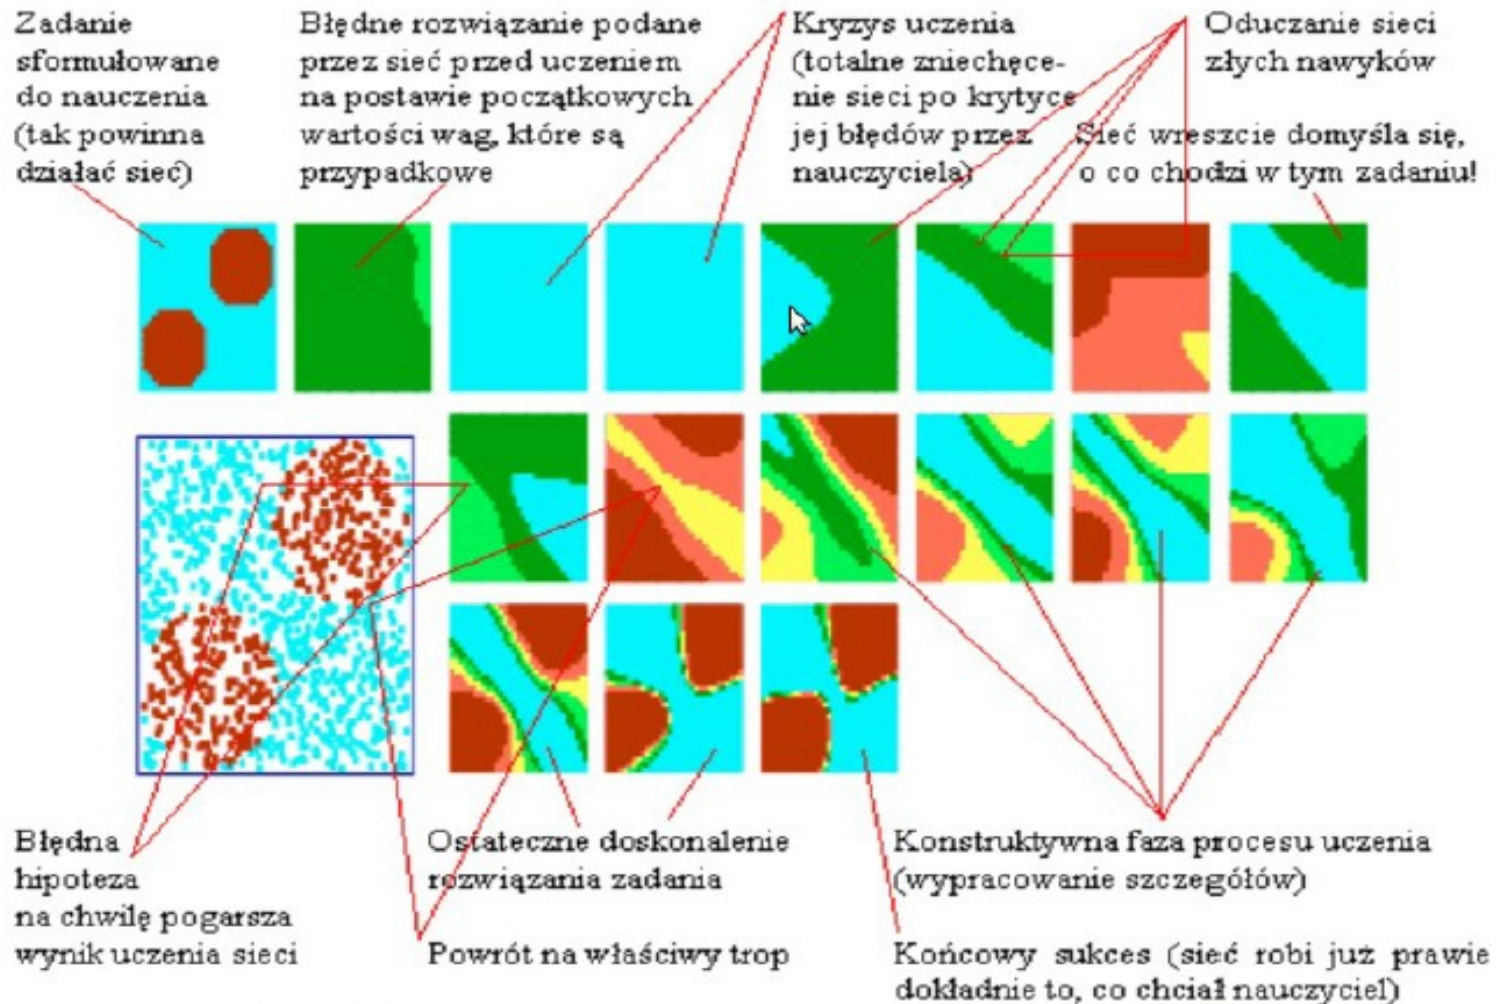 Zadanie
sformułowane
do nauczenia
(tak powinna
działać sieć)
Błędne rozwiązanie podane
przez sieć przed uczeniem
na postawie początkowych
wartości wag, które są
przypadkowe
Kryzys uczenia
(totalne zniechęce-
nie sieci po krytyce
jej błędów przez
nauczyciela)
Oduczanie sieci
złych nawyków
Sieć wreszcie domyśla się,
o co chodzi w tym zadaniu!
Błędna
hipoteza
na chwilę pogarsza
wynik uczenia sieci
Ostateczne doskonalenie
rozwiązania zadania
Powrót na właściwy trop
Konstruktywna faza procesu uczenia
(wypracowanie szczegółów)
Końcowy sukces (sieć robi już prawie
dokładnie to, co chciał nauczyciel)